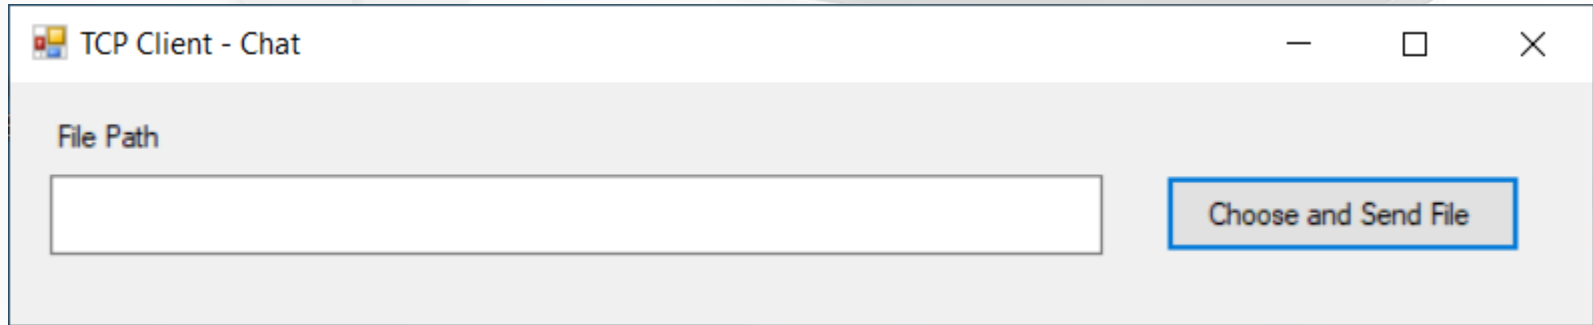 TCP Client - Chat
File Path
Choose and Send File